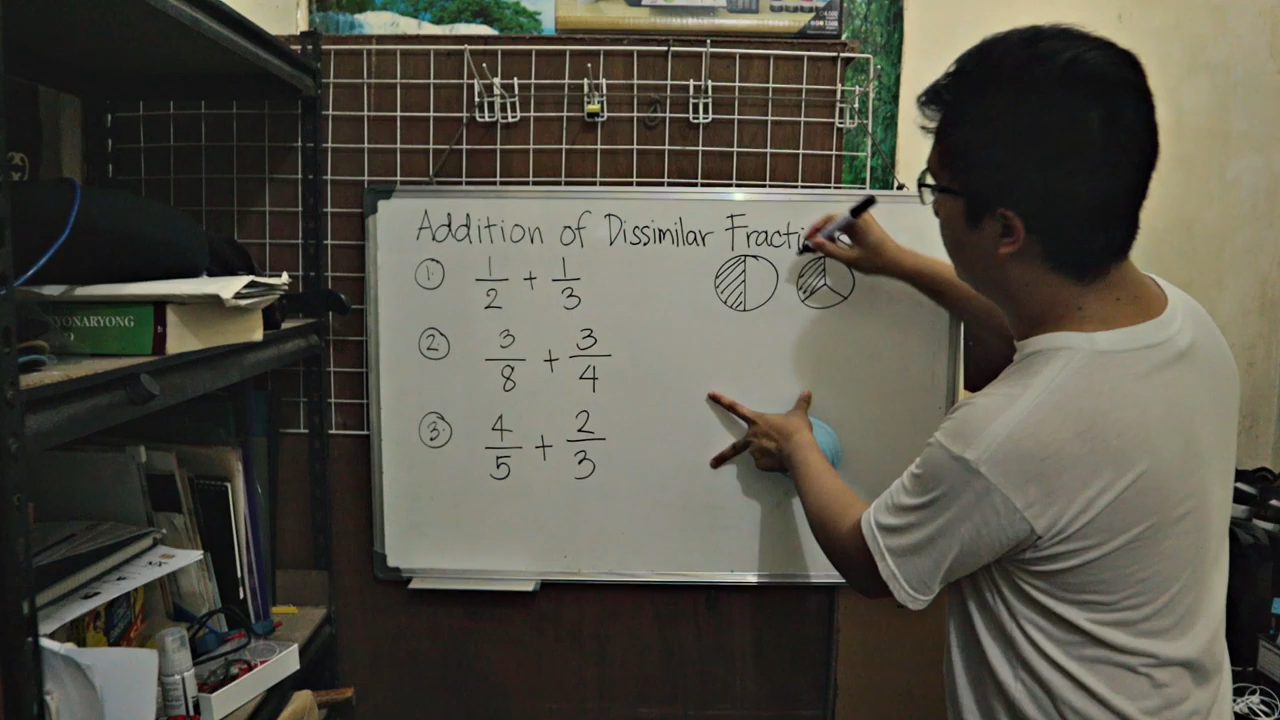 Addition of Dissimilar Fracti
① 1/2 + 1/3
② 3/8 + 3/4
③ 4/5 + 2/3
YONARYONG